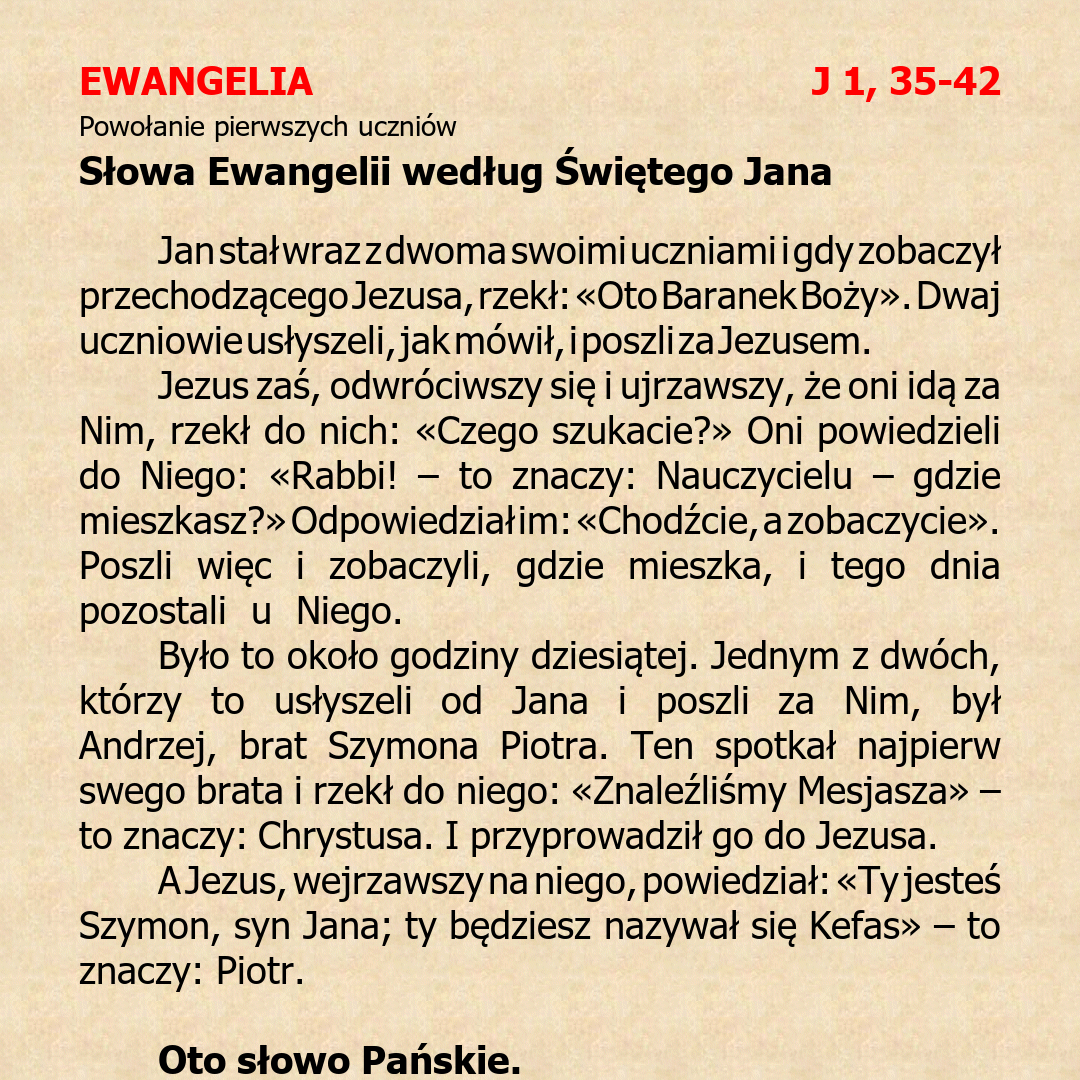 EWANGELIA J 1, 35-42
Powołanie pierwszych uczniów
Słowa Ewangelii według Świętego Jana
Jan stał wraz z dwoma swoimi uczniami i gdy zobaczył
przechodzącego Jezusa, rzekł: «Oto Baranek Boży». Dwaj
uczniowie usłyszeli, jak mówił, i poszli za Jezusem.
Jezus zaś, odwróciwszy się i ujrzawszy, że oni idą za
Nim, rzekł do nich: «Czego szukacie?» Oni powiedzieli
do Niego: «Rabbi! – to znaczy: Nauczycielu – gdzie
mieszkasz?» Odpowiedział im: «Chodźcie, a zobaczycie».
Poszli więc i zobaczyli, gdzie mieszka, i tego dnia
pozostali u Niego.
Było to około godziny dziesiątej. Jednym z dwóch,
którzy to usłyszeli od Jana i poszli za Nim, był
Andrzej, brat Szymona Piotra. Ten spotkał najpierw
swego brata i rzekł do niego: «Znaleźliśmy Mesjasza» –
to znaczy: Chrystusa. I przyprowadził go do Jezusa.
A Jezus, wejrzawszy na niego, powiedział: «Ty jesteś
Szymon, syn Jana; ty będziesz nazywał się Kefas» – to
znaczy: Piotr.
Oto słowo Pańskie.